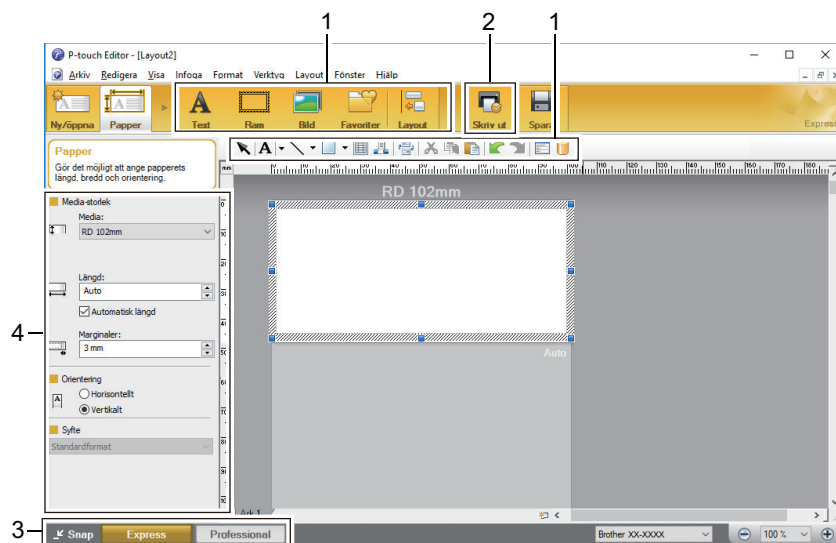 1 2 1
P-touch Editor - [Layout2]
Arkiv Redigera Visa Infoga Format Verktyg Layout Fönster Hjälp
Ny/öppna Papper Text Ram Bild Favoriter Layout Skriv ut Spara Express
A
Papper
Gör det möjligt att ange papperets
längd, bredd och orientering.
mm
RD 102mm
Media-storlek
Media:
RD 102mm
Längd:
Auto
Automatisk längd
4
Marginaler:
3 mm
Auto
Orientering
Horisontellt
Vertikalt
Syfte
Standardformat
Ark 1
3 Snap Express Professional Brother XX-XXXX 100 %